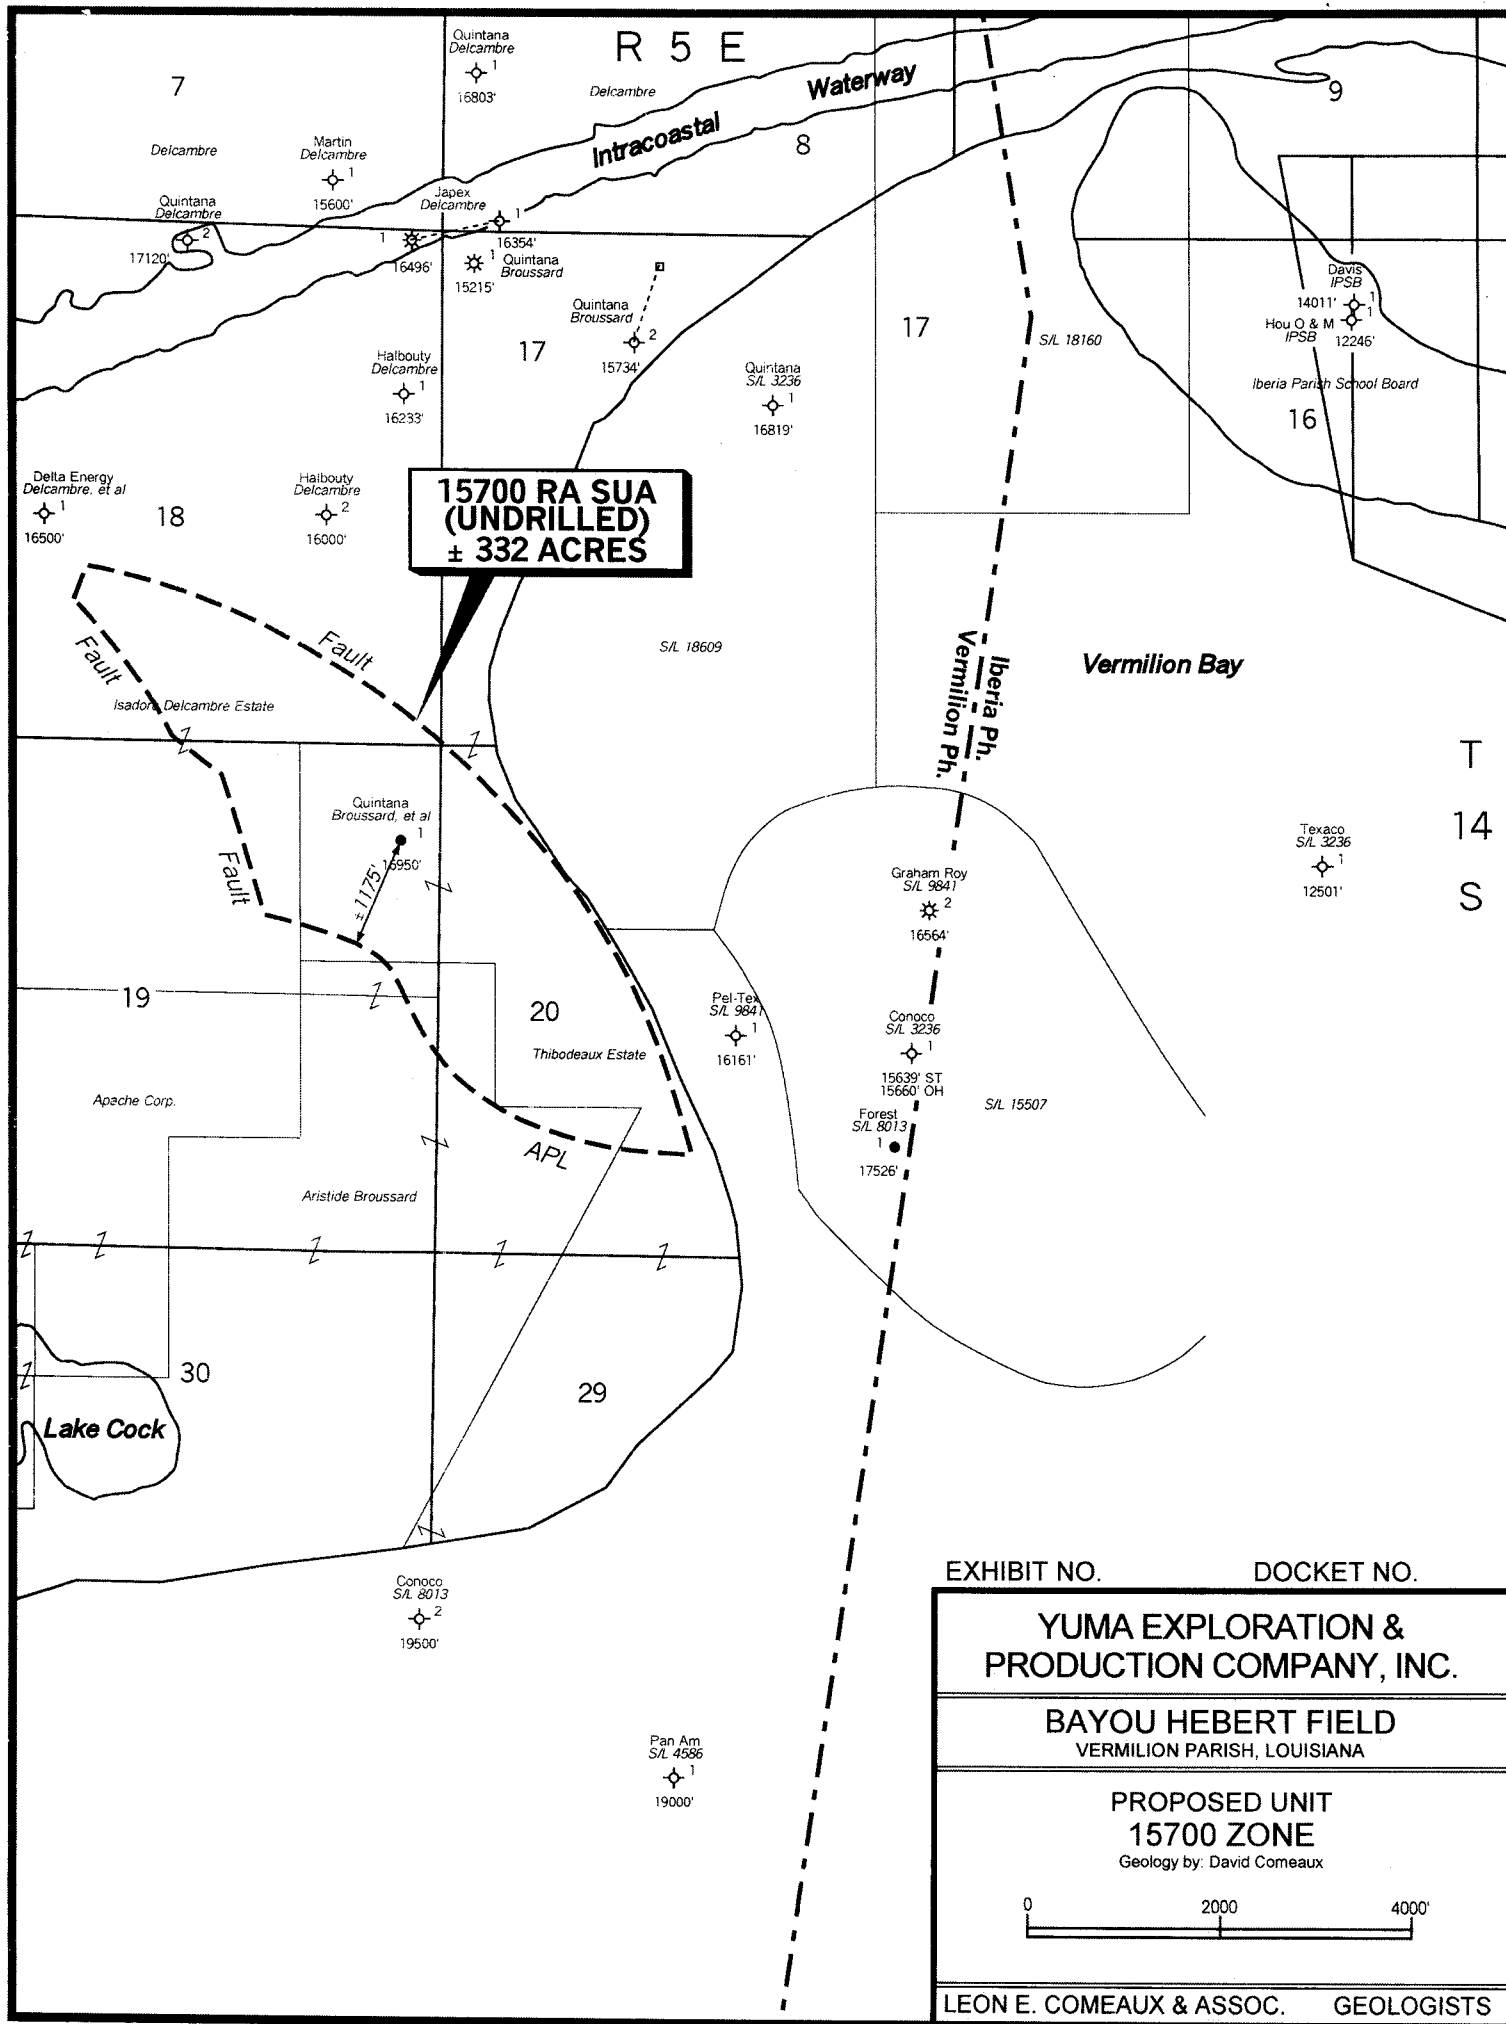 R 5 E
7
Quintana
Delcambre
1
16803'
Delcambre
Waterway
Intracoastal
8
9
Delcambre
Martin
Delcambre
1
15600'
Quintana
Delcambre
2
17120'
Japex
Delcambre
1
16354'
1
16496'
1
15215'
Quintana
Broussard
Quintana
Broussard
2
15734'
17
17
S/L 18160
Davis
IPSB
14011'
1
Hou O & M
IPSB
1
12246'
Iberia Parish School Board
16
Halbouty
Delcambre
1
16233'
Quintana
S/L 3236
1
16819'
Delta Energy
Delcambre, et al
1
16500'
18
Halbouty
Delcambre
2
16000'
15700 RA SUA
(UNDRILLED)
± 332 ACRES
Fault
Fault
Isadore Delcambre Estate
S/L 18609
Iberia Ph.
Vermilion Ph.
Vermilion Bay
T
14
S
Quintana
Broussard, et al
1
16950'
± 1175'
Fault
Graham Roy
S/L 9841
2
16564'
Texaco
S/L 3236
1
12501'
19
20
Pel-Tex
S/L 9841
1
16161'
Conoco
S/L 3236
1
15639' ST
15660' OH
Thibodeaux Estate
S/L 15507
Apache Corp.
Forest
S/L 8013
1
17526'
APL
Aristide Broussard
30
29
Lake Cock
Conoco
S/L 8013
2
19500'
Pan Am
S/L 4586
1
19000'
EXHIBIT NO. DOCKET NO.
YUMA EXPLORATION &
PRODUCTION COMPANY, INC.
BAYOU HEBERT FIELD
VERMILION PARISH, LOUISIANA
PROPOSED UNIT
15700 ZONE
Geology by: David Comeaux
0 2000 4000'
LEON E. COMEAUX & ASSOC. GEOLOGISTS